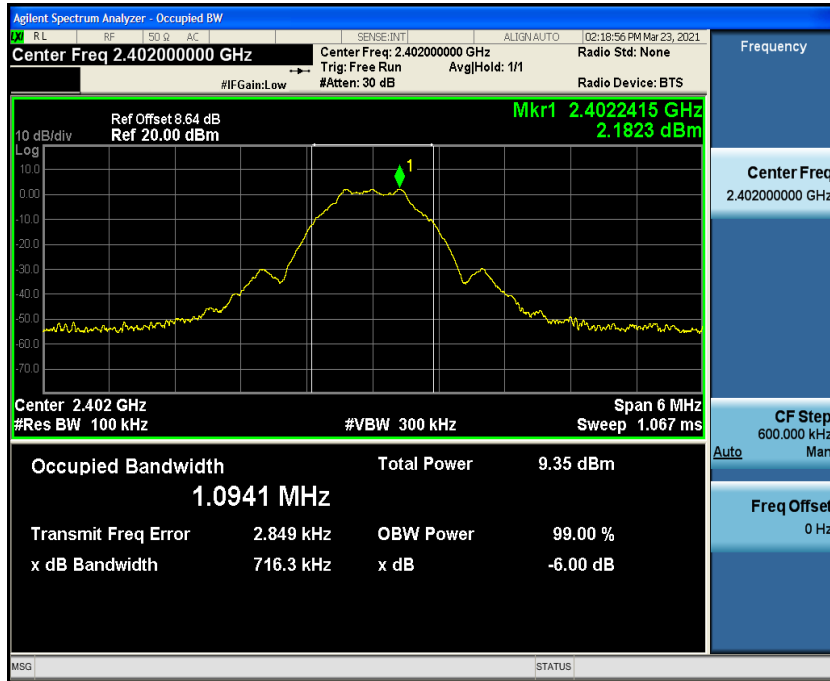 Agilent Spectrum Analyzer - Occupied BW
LXI RL RF 50 Ω AC SENSE:INT ALIGN AUTO 02:18:56 PM Mar 23, 2021
Center Freq 2.402000000 GHz
Center Freq: 2.402000000 GHz
Radio Std: None
Trig: Free Run Avg|Hold: 1/1
#IFGain:Low
#Atten: 30 dB
Radio Device: BTS
Ref Offset 8.64 dB
Mkr1 2.4022415 GHz
10 dB/div
Ref 20.00 dBm
2.1823 dBm
Log
10.0
0.00
-10.0
-20.0
-30.0
-40.0
-50.0
-60.0
-70.0
1
Center 2.402 GHz
Span 6 MHz
#Res BW 100 kHz
#VBW 300 kHz
Sweep 1.067 ms
Occupied Bandwidth
1.0941 MHz
Total Power 9.35 dBm
Transmit Freq Error 2.849 kHz
OBW Power 99.00 %
x dB Bandwidth 716.3 kHz
x dB -6.00 dB
MSG
STATUS
Frequency
Center Freq
2.402000000 GHz
CF Step
600.000 kHz
Auto Man
Freq Offset
0 Hz